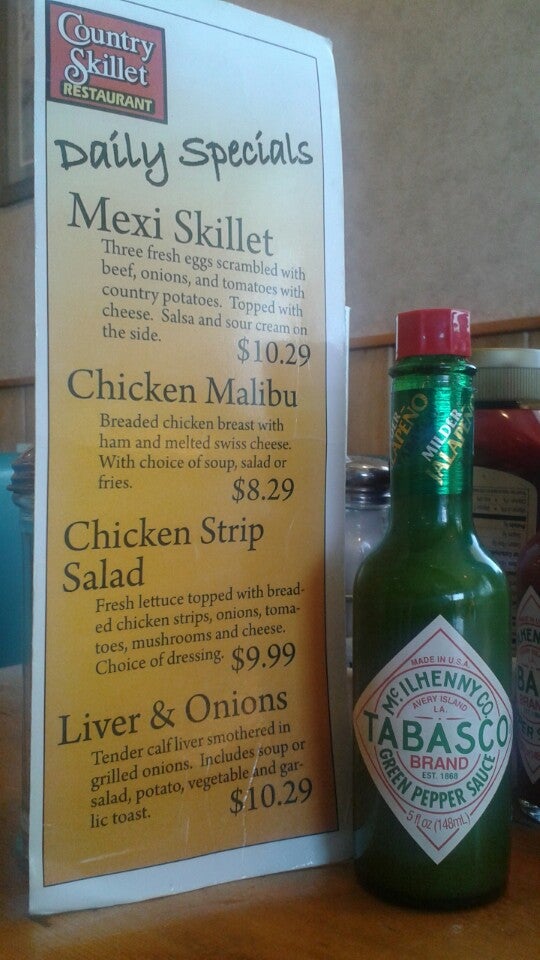 Country
Skillet
RESTAURANT
Daily Specials
Mexi Skillet
Three fresh eggs scrambled with
beef, onions, and tomatoes with
country potatoes. Topped with
cheese. Salsa and sour cream on
the side.
$10.29
Chicken Malibu
Breaded chicken breast with
ham and melted swiss cheese.
With choice of soup, salad or
fries.
$8.29
Chicken Strip
Salad
Fresh lettuce topped with bread-
ed chicken strips, onions, toma-
toes, mushrooms and cheese.
Choice of dressing. $9.99
Liver & Onions
Tender calf liver smothered in
grilled onions. Includes soup or
salad, potato, vegetable and gar-
lic toast.
$10.29
MILDER
JALAPEÑO
MADE IN U.S.A.
McILHENNY CO.
AVERY ISLAND
LA.
TABASCO
BRAND
EST. 1868
GREEN PEPPER SAUCE
5 fl oz (148mL)